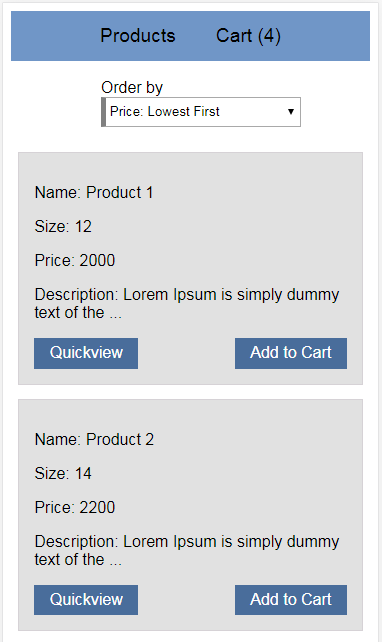 Products Cart (4)
Order by
Price: Lowest First
Name: Product 1
Size: 12
Price: 2000
Description: Lorem Ipsum is simply dummy
text of the ...
Quickview Add to Cart
Name: Product 2
Size: 14
Price: 2200
Description: Lorem Ipsum is simply dummy
text of the ...
Quickview Add to Cart